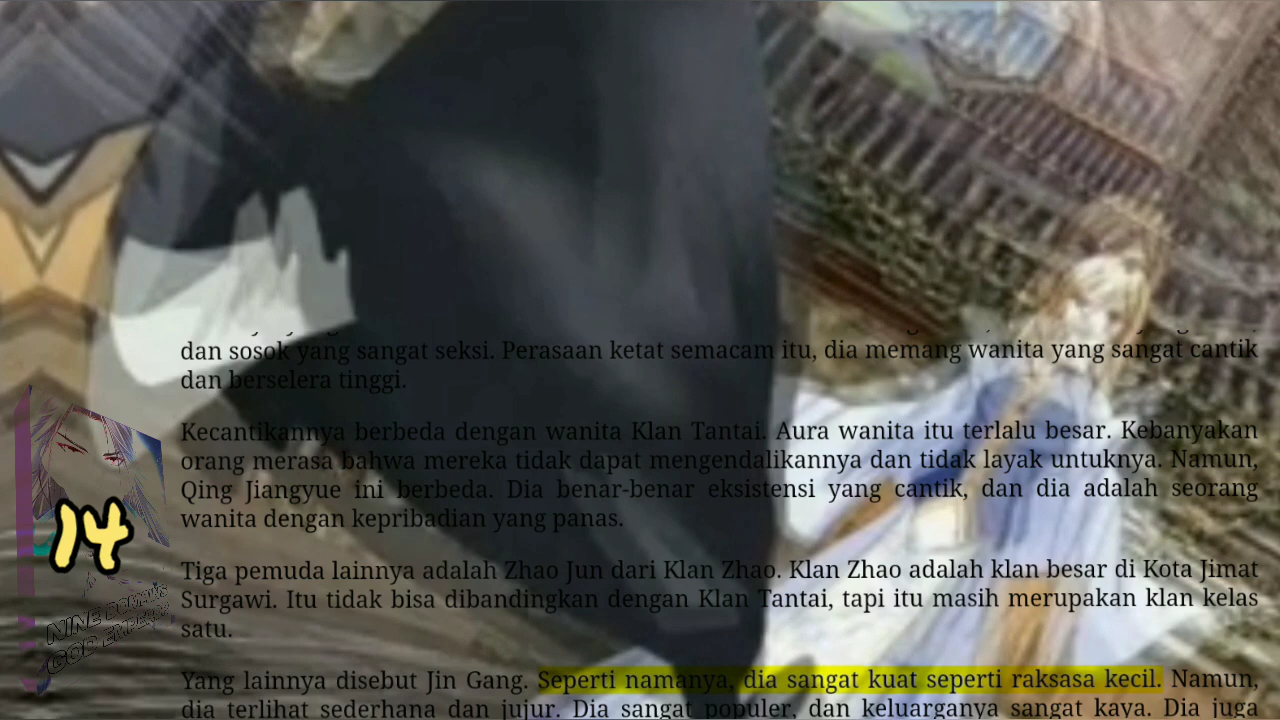 dan sosok yang sangat seksi. Perasaan ketat semacam itu, dia memang wanita yang sangat cantik
dan berselera tinggi.
Kecantikannya berbeda dengan wanita Klan Tantai. Aura wanita itu terlalu besar. Kebanyakan
orang merasa bahwa mereka tidak dapat mengendalikannya dan tidak layak untuknya. Namun,
Qing Jiangyue ini berbeda. Dia benar-benar eksistensi yang cantik, dan dia adalah seorang
wanita dengan kepribadian yang panas.
Tiga pemuda lainnya adalah Zhao Jun dari Klan Zhao. Klan Zhao adalah klan besar di Kota Jimat
Surgawi. Itu tidak bisa dibandingkan dengan Klan Tantai, tapi itu masih merupakan klan kelas
satu.
Yang lainnya disebut Jin Gang. Seperti namanya, dia sangat kuat seperti raksasa kecil. Namun,
dia terlihat sederhana dan jujur. Dia sangat populer, dan keluarganya sangat kaya. Dia juga
14
NINE DOMAINS
GOD EMPEROR